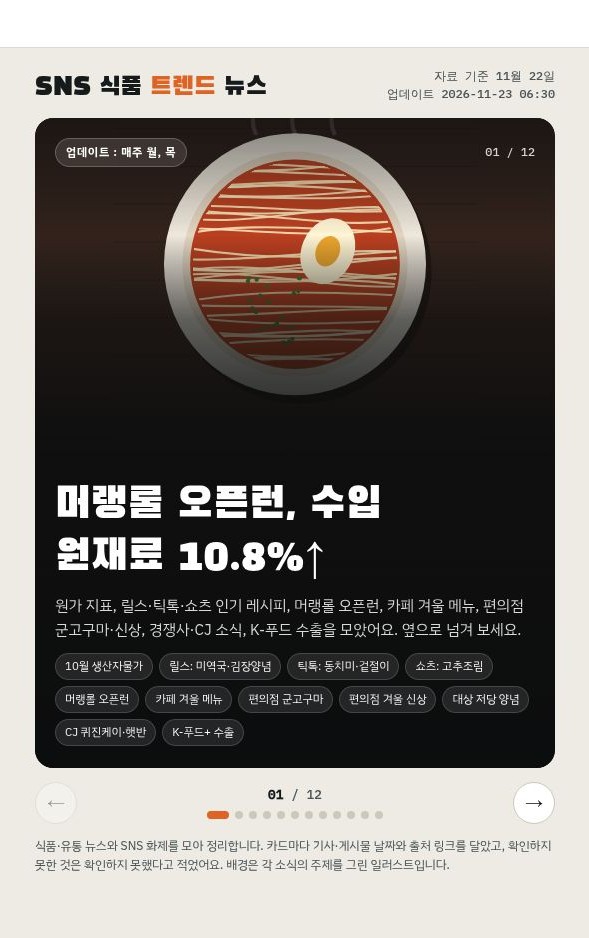 SNS 식품 트렌드 뉴스
자료 기준 11월 22일
업데이트 2026-11-23 06:30
업데이트 : 매주 월, 목
01 / 12
머랭롤 오픈런, 수입
원재료 10.8%↑
원가 지표, 릴스·틱톡·쇼츠 인기 레시피, 머랭롤 오픈런, 카페 겨울 메뉴, 편의점
군고구마·신상, 경쟁사·CJ 소식, K-푸드 수출을 모았어요. 옆으로 넘겨 보세요.
10월 생산자물가 릴스: 미역국·김장양념 틱톡: 동치미·겉절이 쇼츠: 고추조림
머랭롤 오픈런 카페 겨울 메뉴 편의점 군고구마 편의점 겨울 신상 대상 저당 양념
CJ 퀴진케이·햇반 K-푸드+ 수출
← 01 / 12 →
식품·유통 뉴스와 SNS 화제를 모아 정리합니다. 카드마다 기사·게시물 날짜와 출처 링크를 달았고, 확인하지
못한 것은 확인하지 못했다고 적었어요. 배경은 각 소식의 주제를 그린 일러스트입니다.